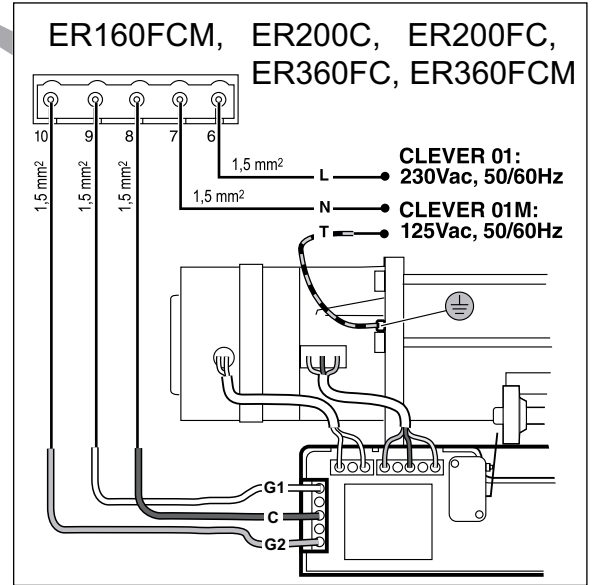 ER160FCM, ER200C, ER200FC,
ER360FC, ER360FCM
10 9 8 7 6
1,5 mm²
1,5 mm²
1,5 mm²
1,5 mm²
1,5 mm²
L
CLEVER 01:
230Vac, 50/60Hz
N
CLEVER 01M:
125Vac, 50/60Hz
T
G1
C
G2